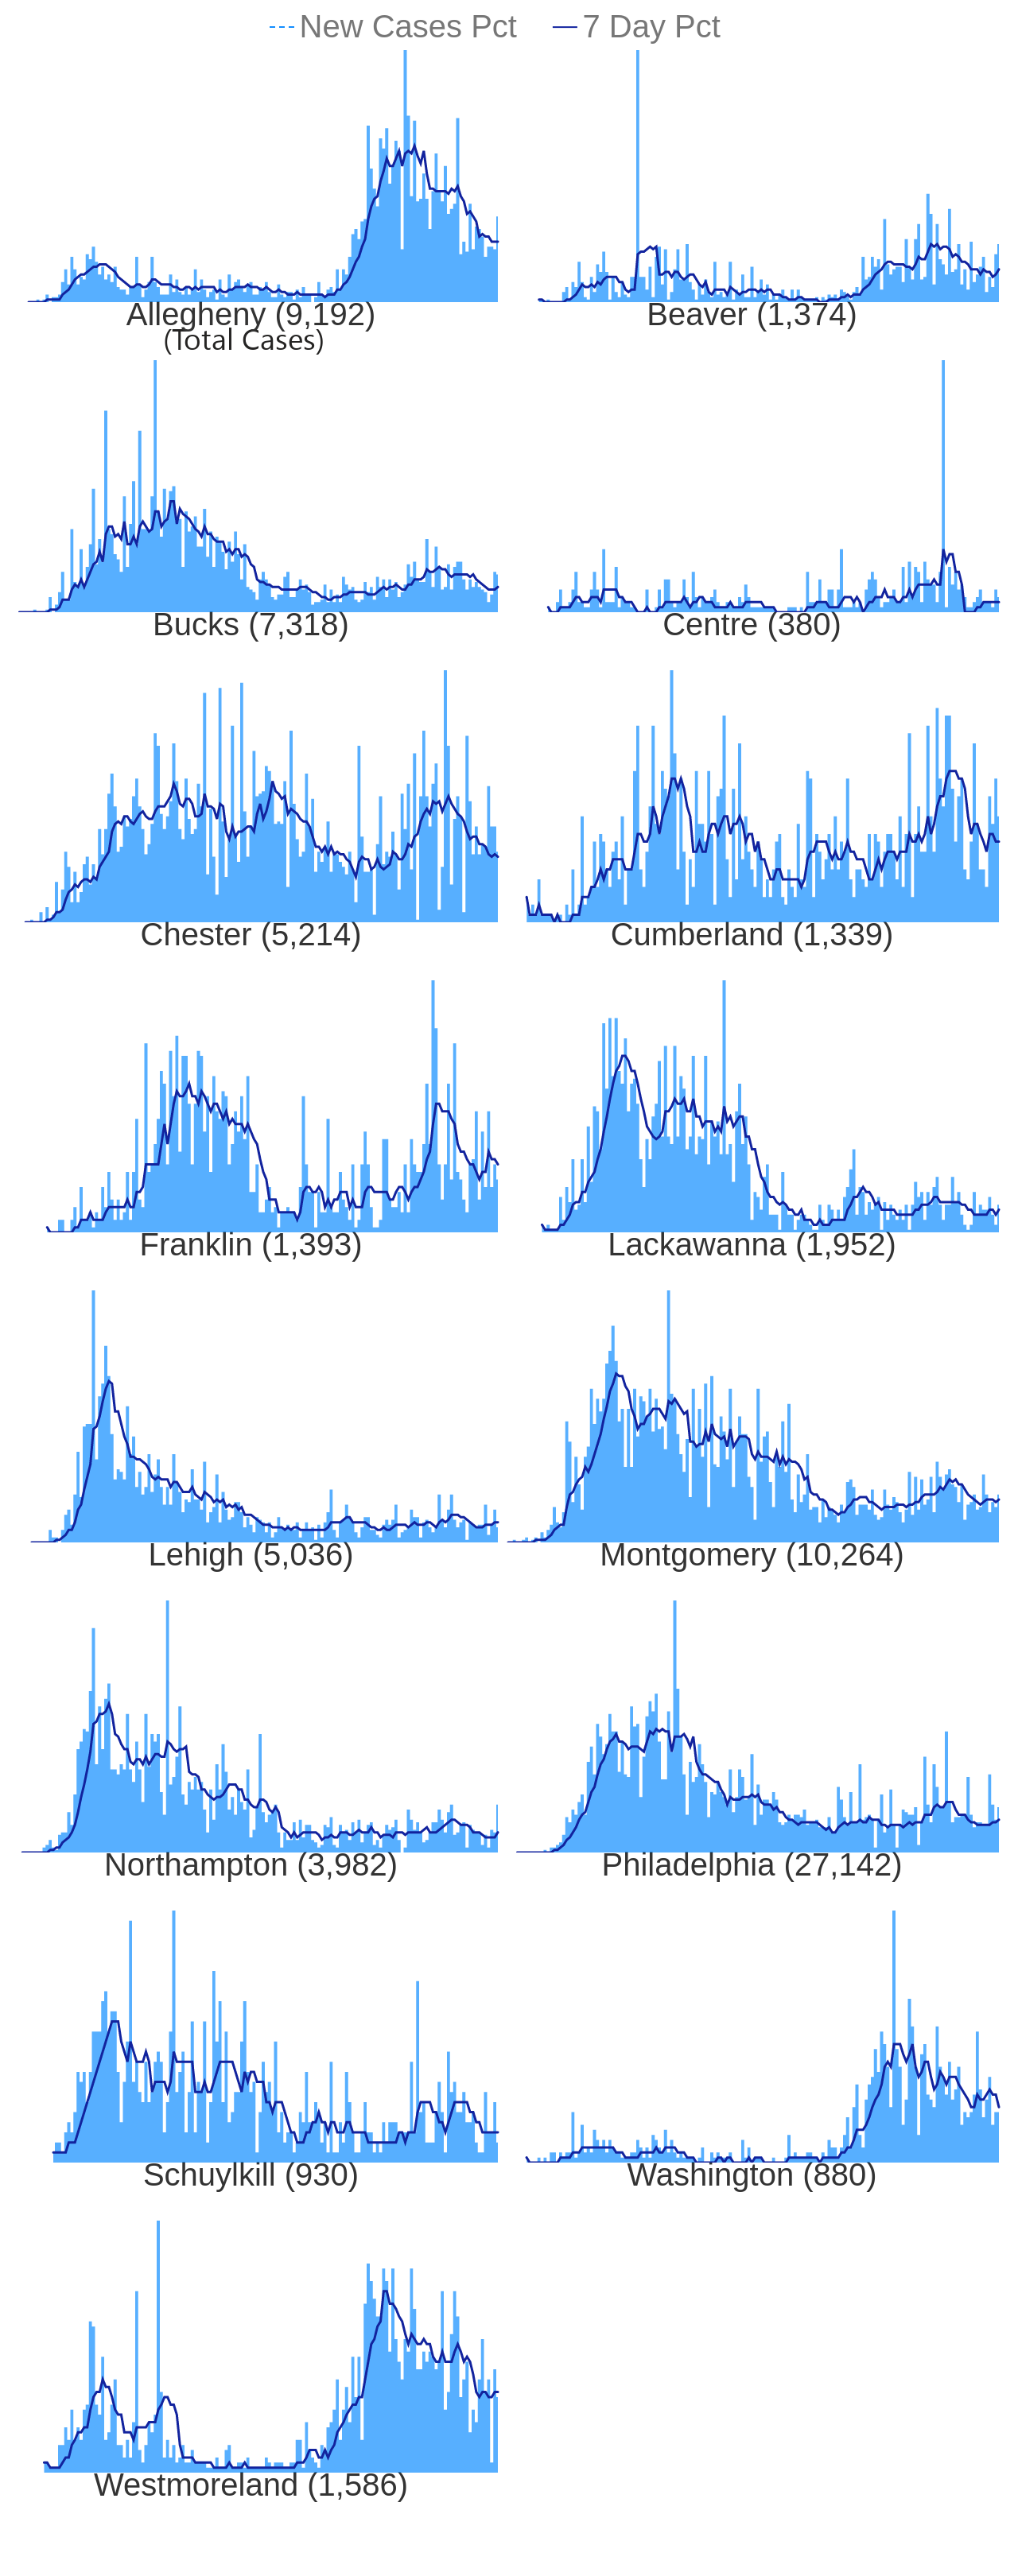 New Cases Pct 7 Day Pct
Allegheny (9,192) Beaver (1,374)
(Total Cases)
Bucks (7,318) Centre (380)
Chester (5,214) Cumberland (1,339)
Franklin (1,393) Lackawanna (1,952)
Lehigh (5,036) Montgomery (10,264)
Northampton (3,982) Philadelphia (27,142)
Schuylkill (930) Washington (880)
Westmoreland (1,586)